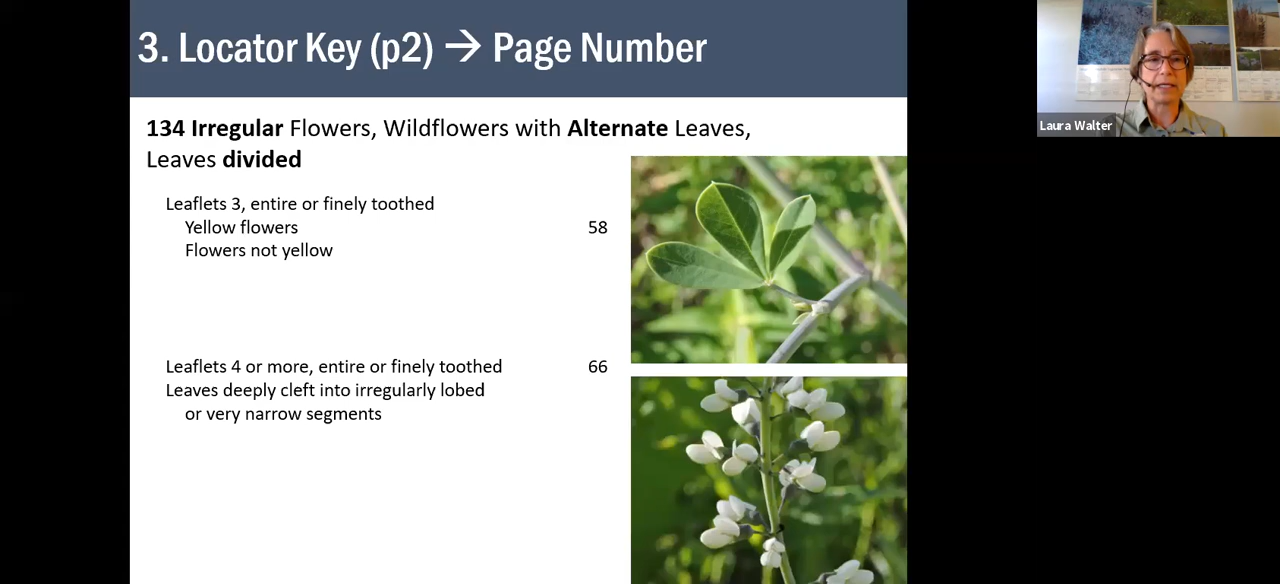 3. Locator Key (p2) → Page Number
134 Irregular Flowers, Wildflowers with Alternate Leaves,
Leaves divided
Leaflets 3, entire or finely toothed
Yellow flowers 58
Flowers not yellow
Leaflets 4 or more, entire or finely toothed 66
Leaves deeply cleft into irregularly lobed
or very narrow segments
Laura Walter